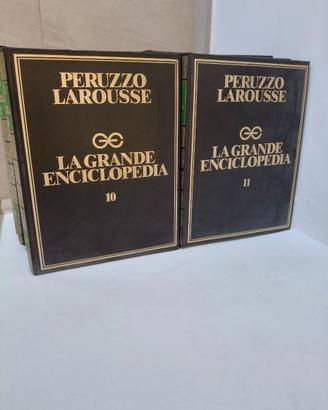 PERUZZO
LAROUSSE
LA GRANDE
ENCICLOPEDIA
10
PERUZZO
LAROUSSE
LA GRANDE
ENCICLOPEDIA
11